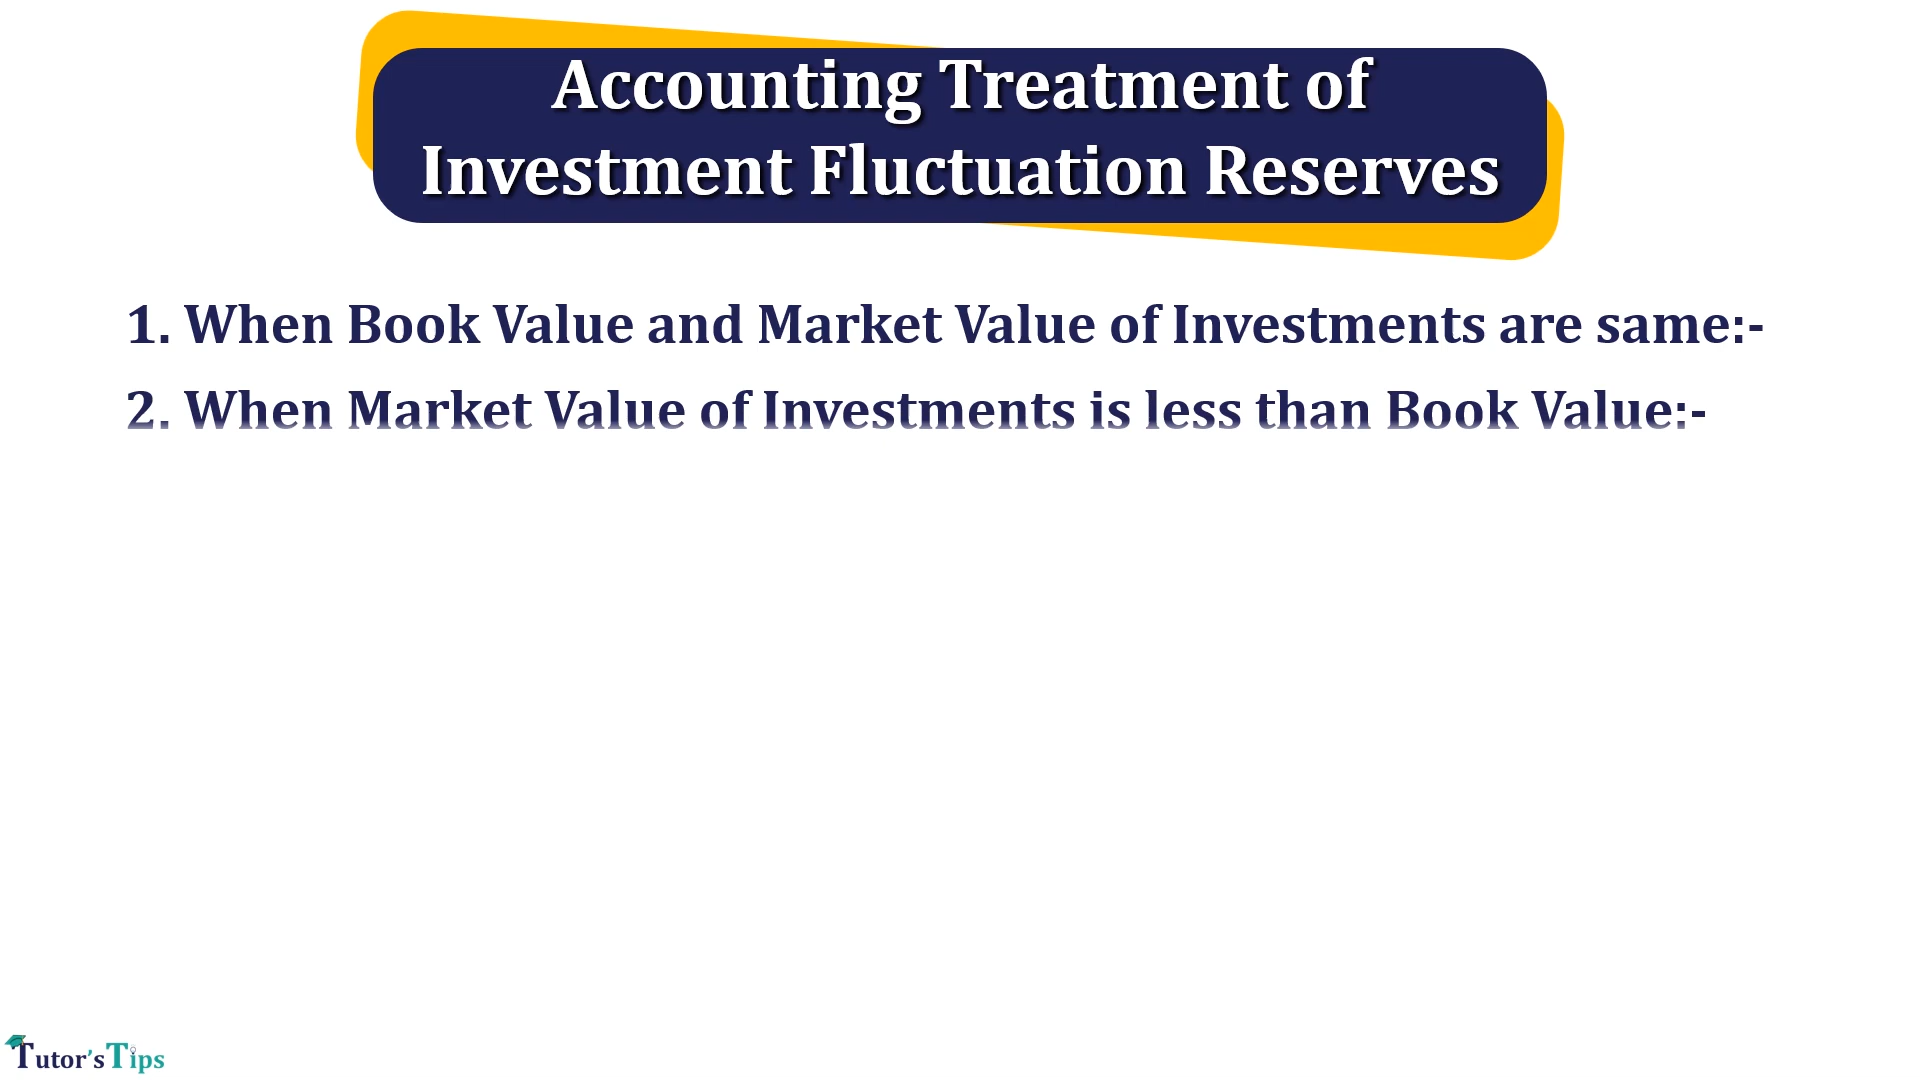 Accounting Treatment of
Investment Fluctuation Reserves
1. When Book Value and Market Value of Investments are same:-
2. When Market Value of Investments is less than Book Value:-
Tutor'sTips